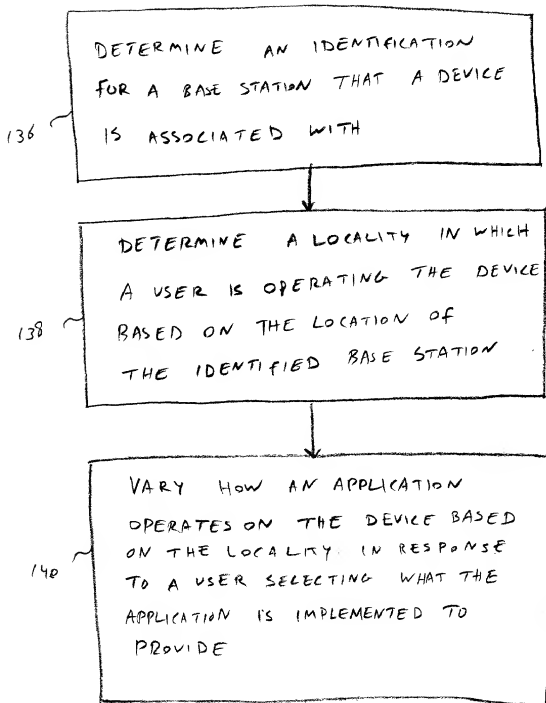 DETERMINE AN IDENTIFICATION
FOR A BASE STATION THAT A DEVICE
IS ASSOCIATED WITH
136
DETERMINE A LOCALITY IN WHICH
A USER IS OPERATING THE DEVICE
BASED ON THE LOCATION OF
THE IDENTIFIED BASE STATION
138
VARY HOW AN APPLICATION
OPERATES ON THE DEVICE BASED
ON THE LOCALITY IN RESPONSE
TO A USER SELECTING WHAT THE
APPLICATION IS IMPLEMENTED TO
PROVIDE
140